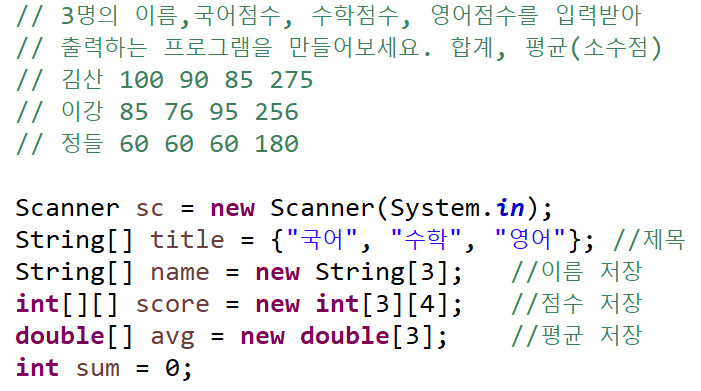 // 3명의 이름,국어점수, 수학점수, 영어점수를 입력받아
// 출력하는 프로그램을 만들어보세요. 합계, 평균(소수점)
// 김산 100 90 85 275
// 이강 85 76 95 256
// 정들 60 60 60 180
Scanner sc = new Scanner(System.in);
String[] title = {"국어", "수학", "영어"}; //제목
String[] name = new String[3];   //이름 저장
int[][] score = new int[3][4];   //점수 저장
double[] avg = new double[3];    //평균 저장
int sum = 0;